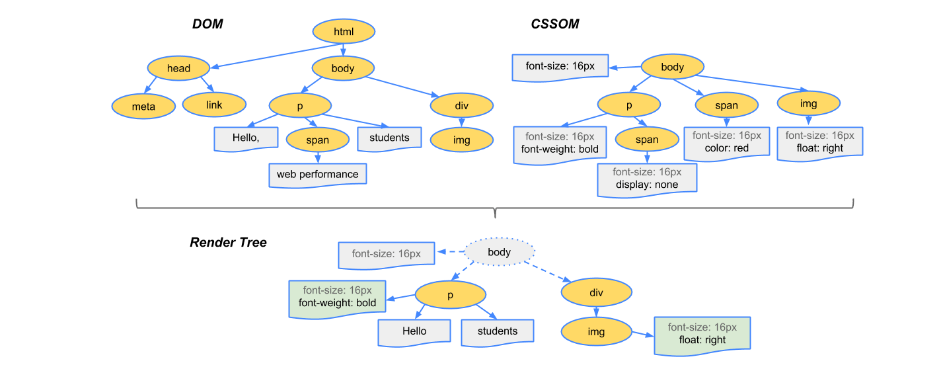 DOM
CSSOM
html
head
body
meta
link
p
div
Hello,
span
students
img
web performance
font-size: 16px
body
p
span
img
font-size: 16px
font-weight: bold
span
font-size: 16px
color: red
font-size: 16px
float: right
font-size: 16px
display: none
Render Tree
body
font-size: 16px
font-size: 16px
font-weight: bold
p
div
Hello
students
img
font-size: 16px
float: right